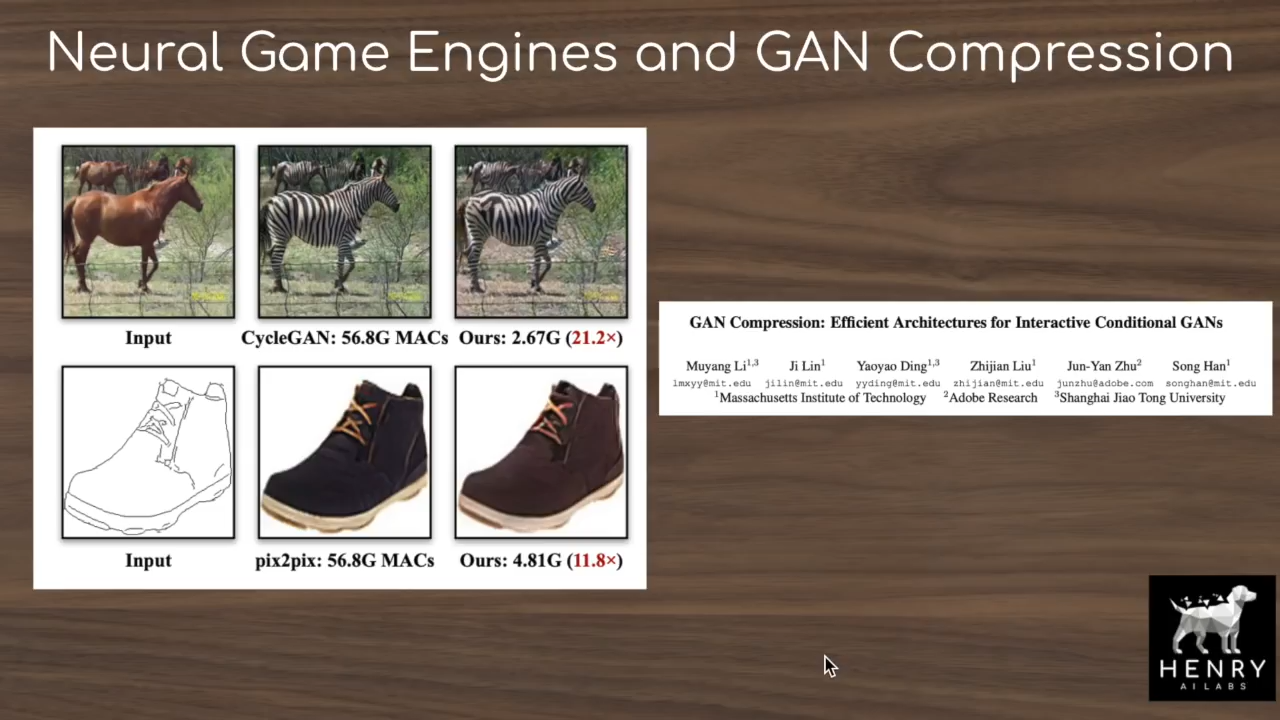 Neural Game Engines and GAN Compression
Input CycleGAN: 56.8G MACs Ours: 2.67G (21.2×)
Input pix2pix: 56.8G MACs Ours: 4.81G (11.8×)
GAN Compression: Efficient Architectures for Interactive Conditional GANs
Muyang Li1,3 Ji Lin1 Yaoyao Ding1,3 Zhijian Liu1 Jun-Yan Zhu2 Song Han1
lmxyy@mit.edu jilin@mit.edu yyding@mit.edu zhijian@mit.edu junzhu@adobe.com songhan@mit.edu
1Massachusetts Institute of Technology 2Adobe Research 3Shanghai Jiao Tong University
HENRY
AI LABS